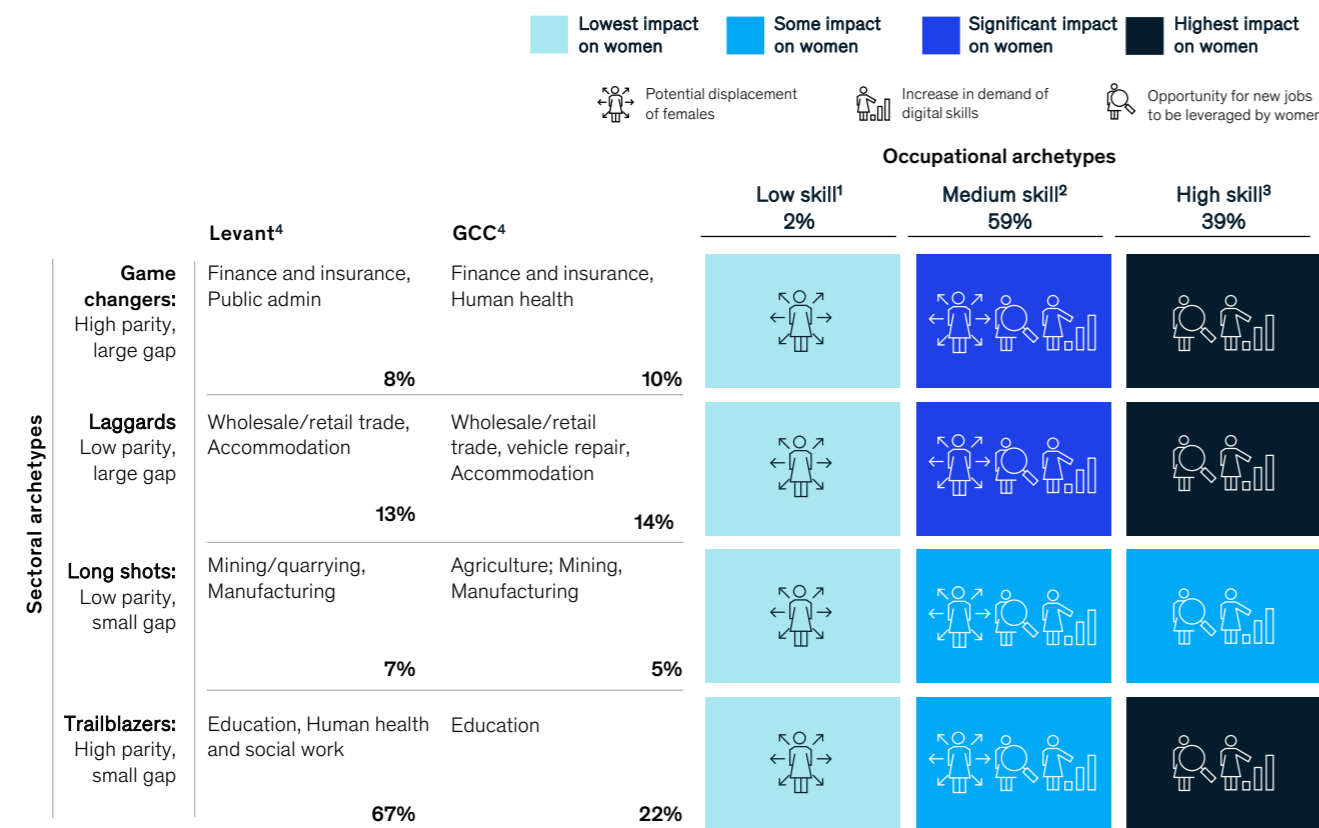 Lowest impact
on women
Some impact
on women
Significant impact
on women
Highest impact
on women
Potential displacement
of females
Increase in demand of
digital skills
Opportunity for new jobs
to be leveraged by women
Occupational archetypes
Levant⁴
GCC⁴
Low skill¹
2%
Medium skill²
59%
High skill³
39%
Sectoral archetypes
Game
changers:
High parity,
large gap
Finance and insurance,
Public admin
8%
Finance and insurance,
Human health
10%
Laggards
Low parity,
large gap
Wholesale/retail trade,
Accommodation
13%
Wholesale/retail
trade, vehicle repair,
Accommodation
14%
Long shots:
Low parity,
small gap
Mining/quarrying,
Manufacturing
7%
Agriculture; Mining,
Manufacturing
5%
Trailblazers:
High parity,
small gap
Education, Human health
and social work
67%
Education
22%